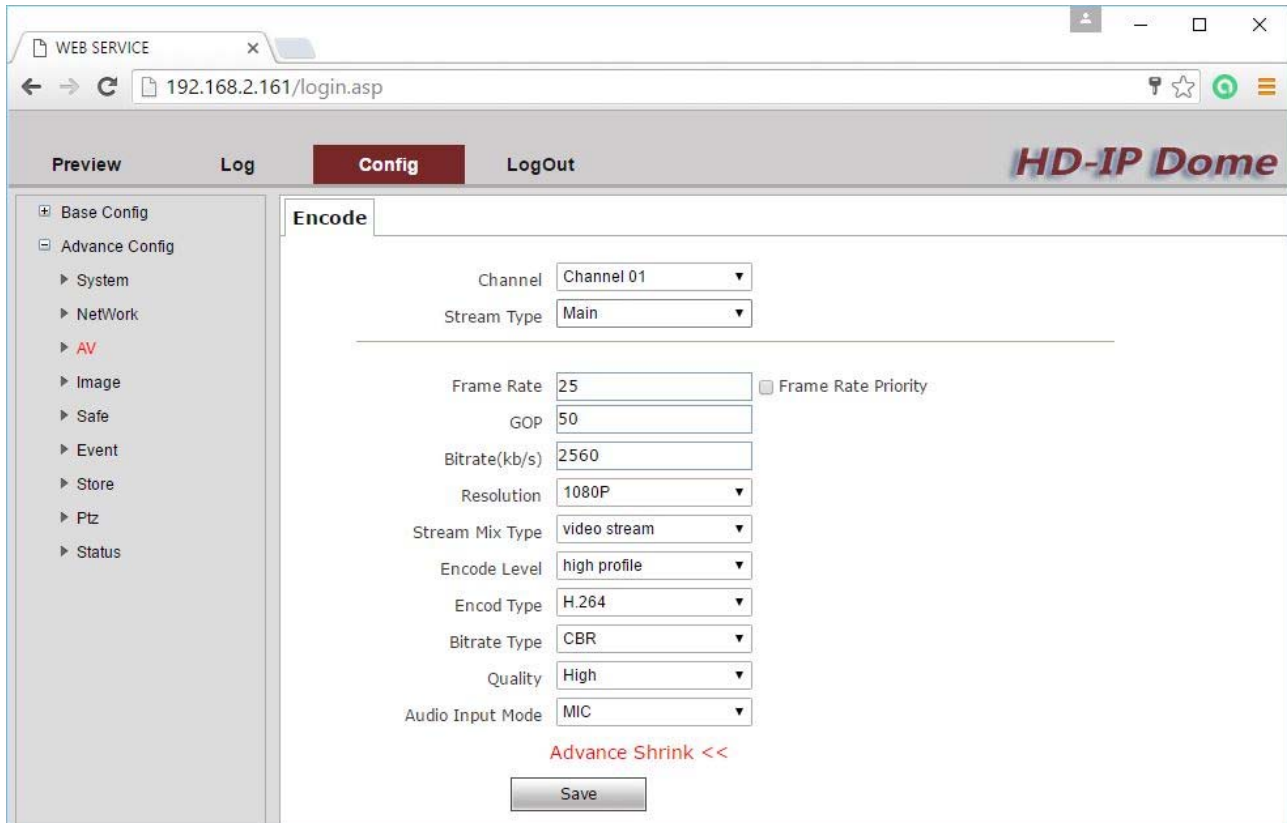 WEB SERVICE
192.168.2.161/login.asp
Preview Log Config LogOut HD-IP Dome
Base Config
Advance Config
System
NetWork
AV
Image
Safe
Event
Store
Ptz
Status
Encode
Channel Channel 01
Stream Type Main
Frame Rate 25 Frame Rate Priority
GOP 50
Bitrate(kb/s) 2560
Resolution 1080P
Stream Mix Type video stream
Encode Level high profile
Encod Type H.264
Bitrate Type CBR
Quality High
Audio Input Mode MIC
Advance Shrink <<
Save